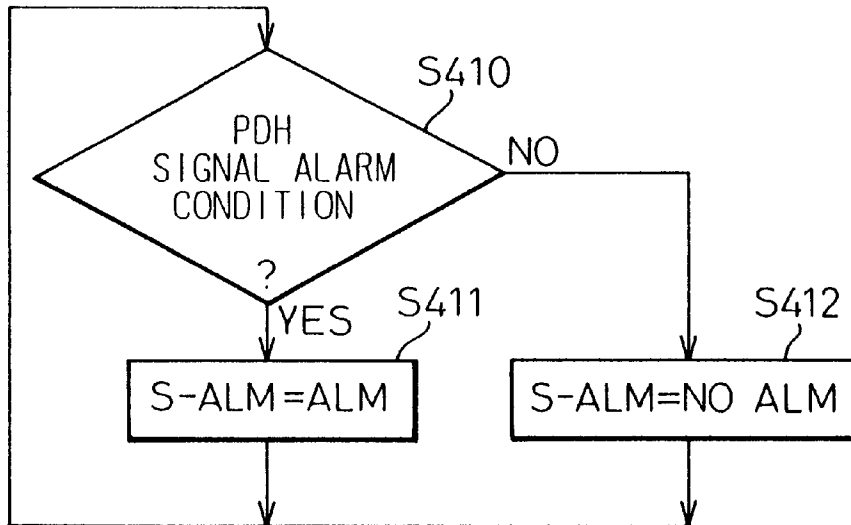 S410
PDH
SIGNAL ALARM
CONDITION
?
NO
YES
S411
S-ALM=ALM
S412
S-ALM=NO ALM